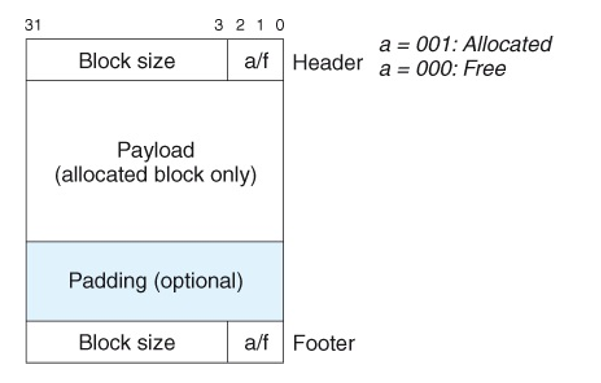 31 3 2 1 0
Block size a/f Header
a = 001: Allocated
a = 000: Free
Payload
(allocated block only)
Padding (optional)
Block size a/f Footer